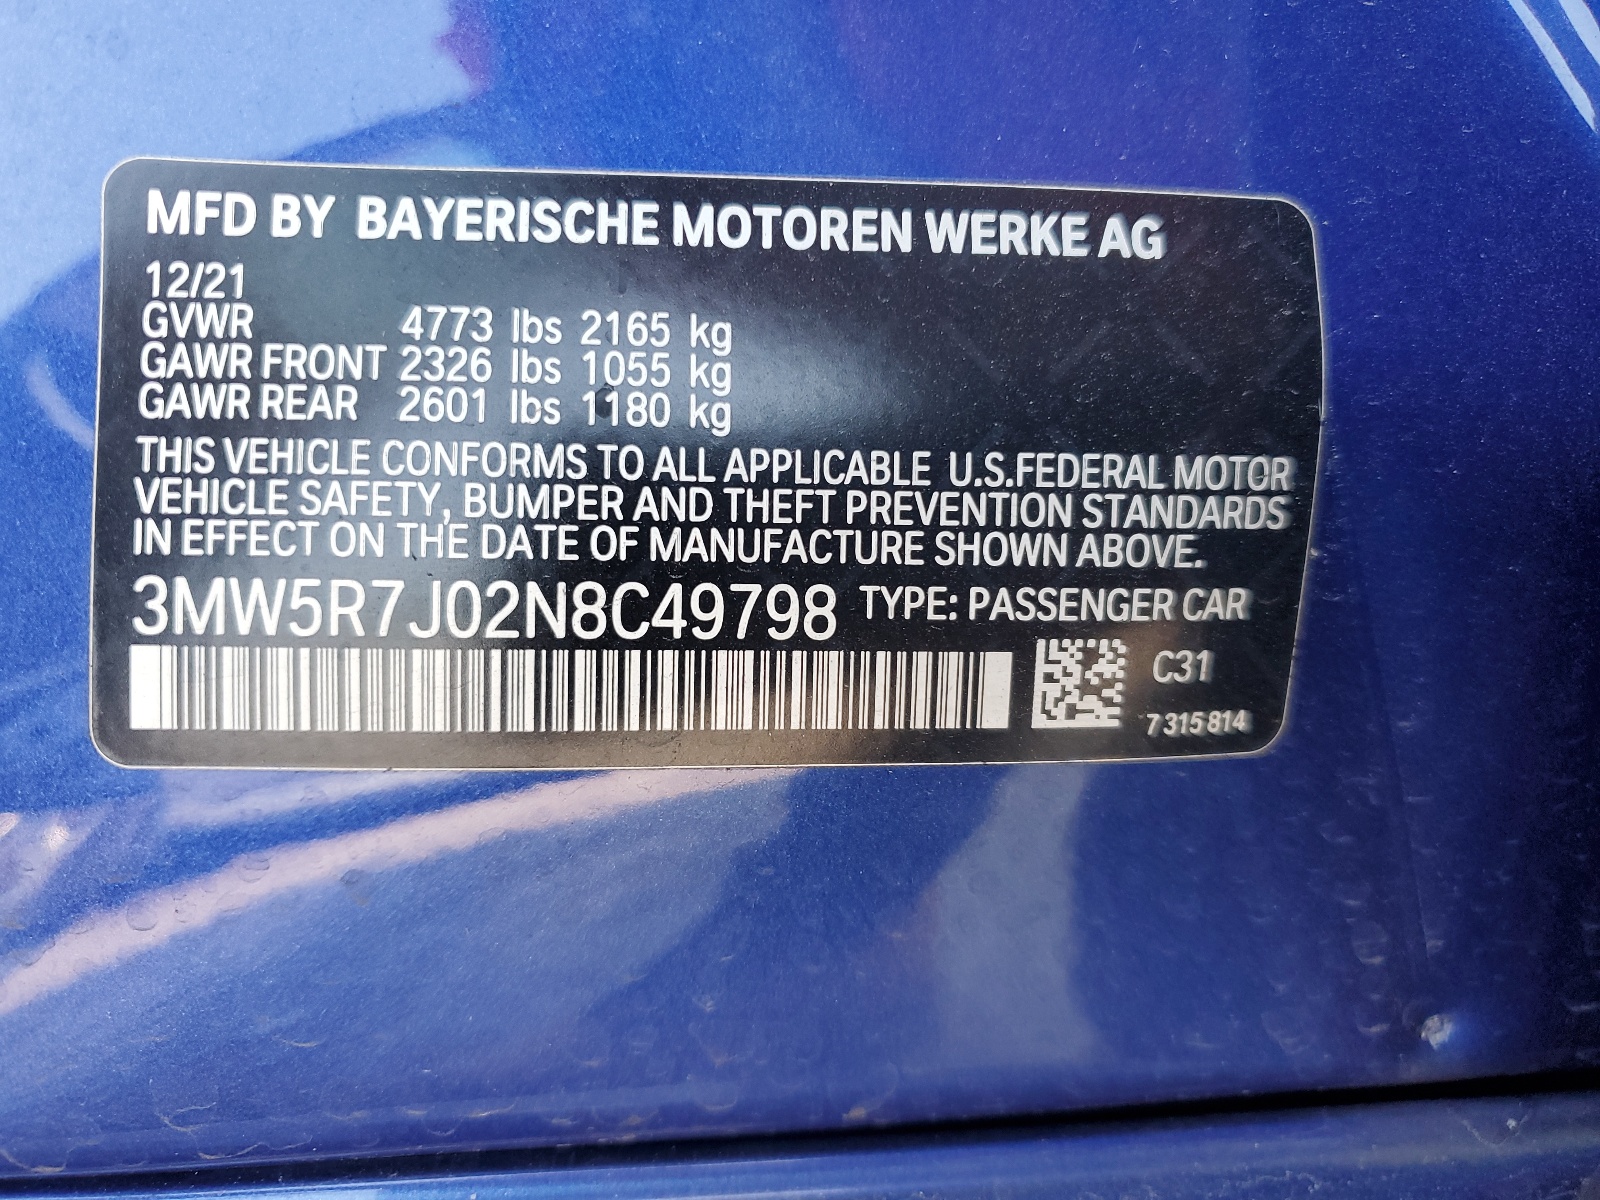 MFD BY BAYERISCHE MOTOREN WERKE AG
12/21
GVWR 4773 lbs 2165 kg
GAWR FRONT 2326 lbs 1055 kg
GAWR REAR 2601 lbs 1180 kg
THIS VEHICLE CONFORMS TO ALL APPLICABLE U.S.FEDERAL MOTOR
VEHICLE SAFETY, BUMPER AND THEFT PREVENTION STANDARDS
IN EFFECT ON THE DATE OF MANUFACTURE SHOWN ABOVE.
3MW5R7J02N8C49798 TYPE: PASSENGER CAR
C31
7 315 814